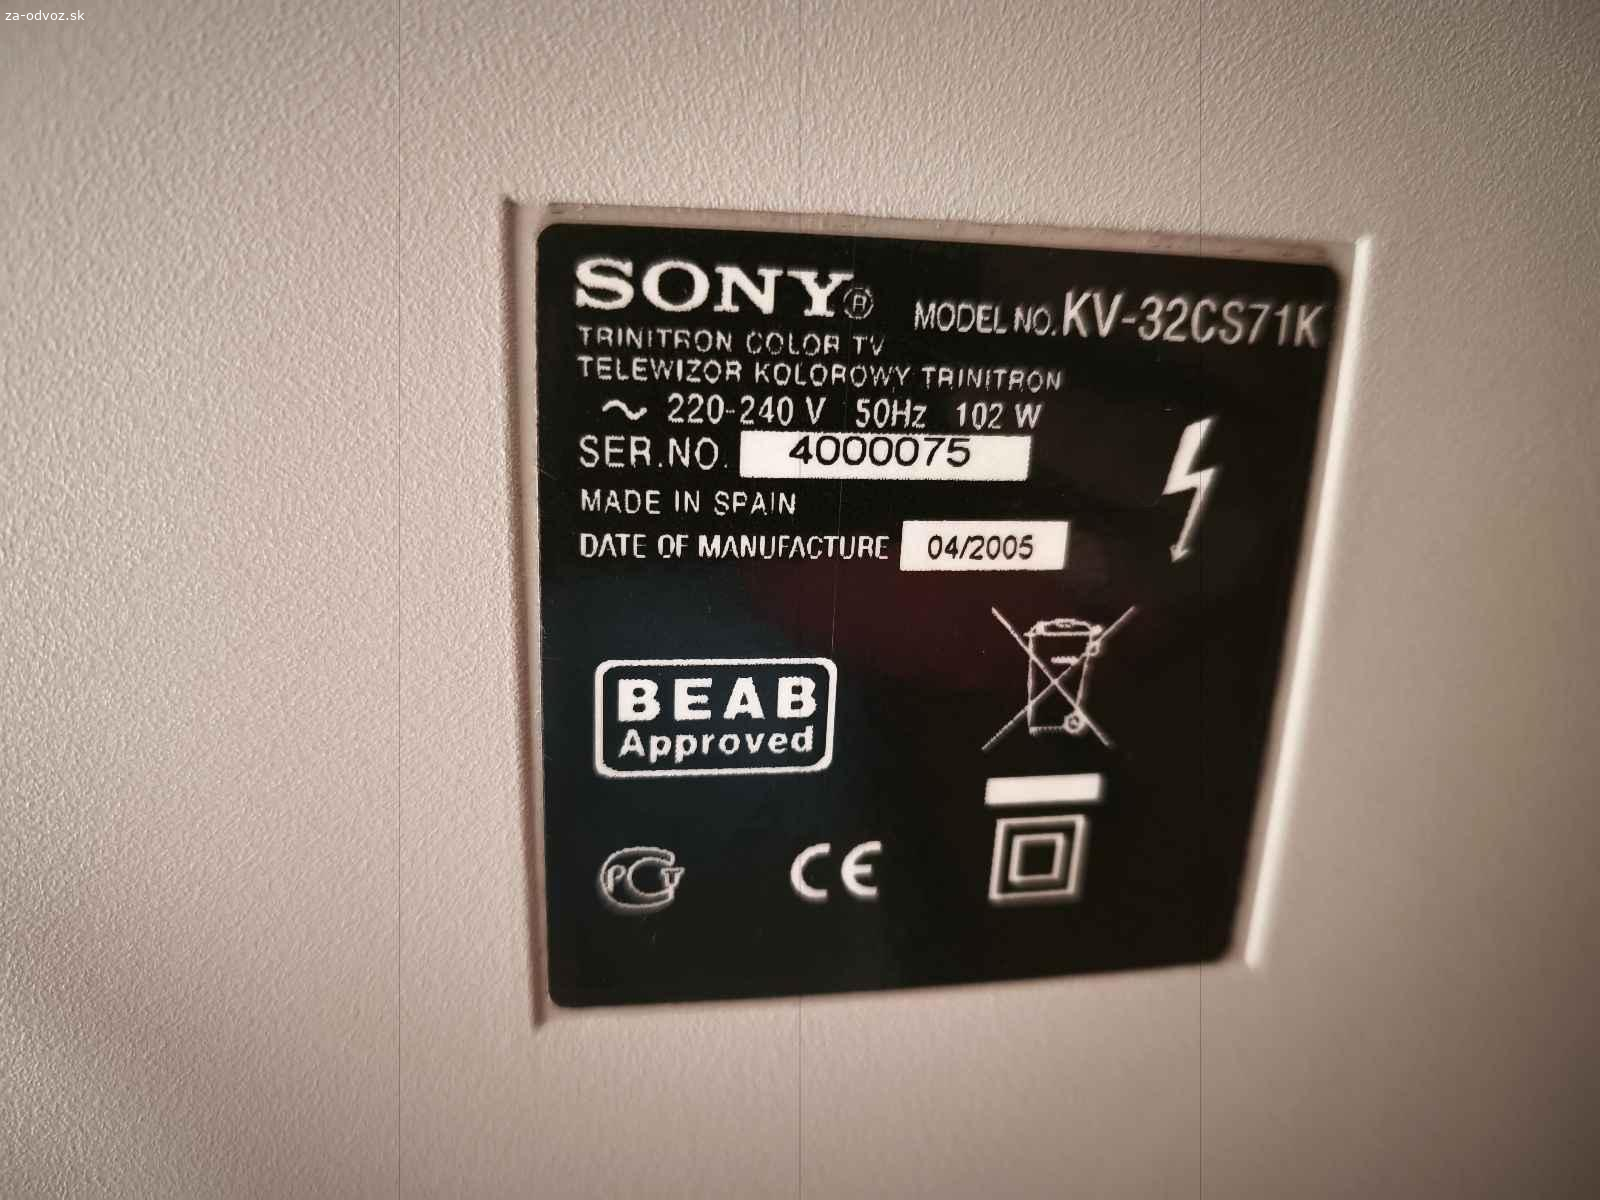 za-odvoz.sk
SONY®
MODEL NO. KV-32CS71K
TRINITRON COLOR TV
TELEWIZOR KOLOROWY TRINITRON
~ 220-240 V 50Hz 102 W
SER.NO. 4000075
MADE IN SPAIN
DATE OF MANUFACTURE 04/2005
BEAB
Approved
РСТ
CE